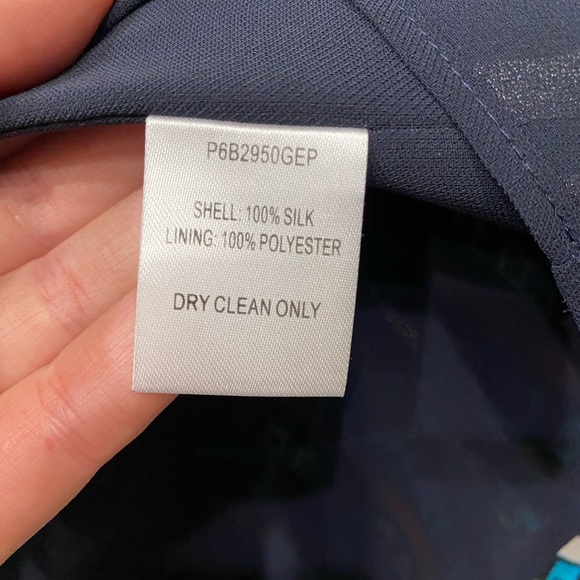 P6B2950GEP
SHELL: 100% SILK
LINING: 100% POLYESTER
DRY CLEAN ONLY